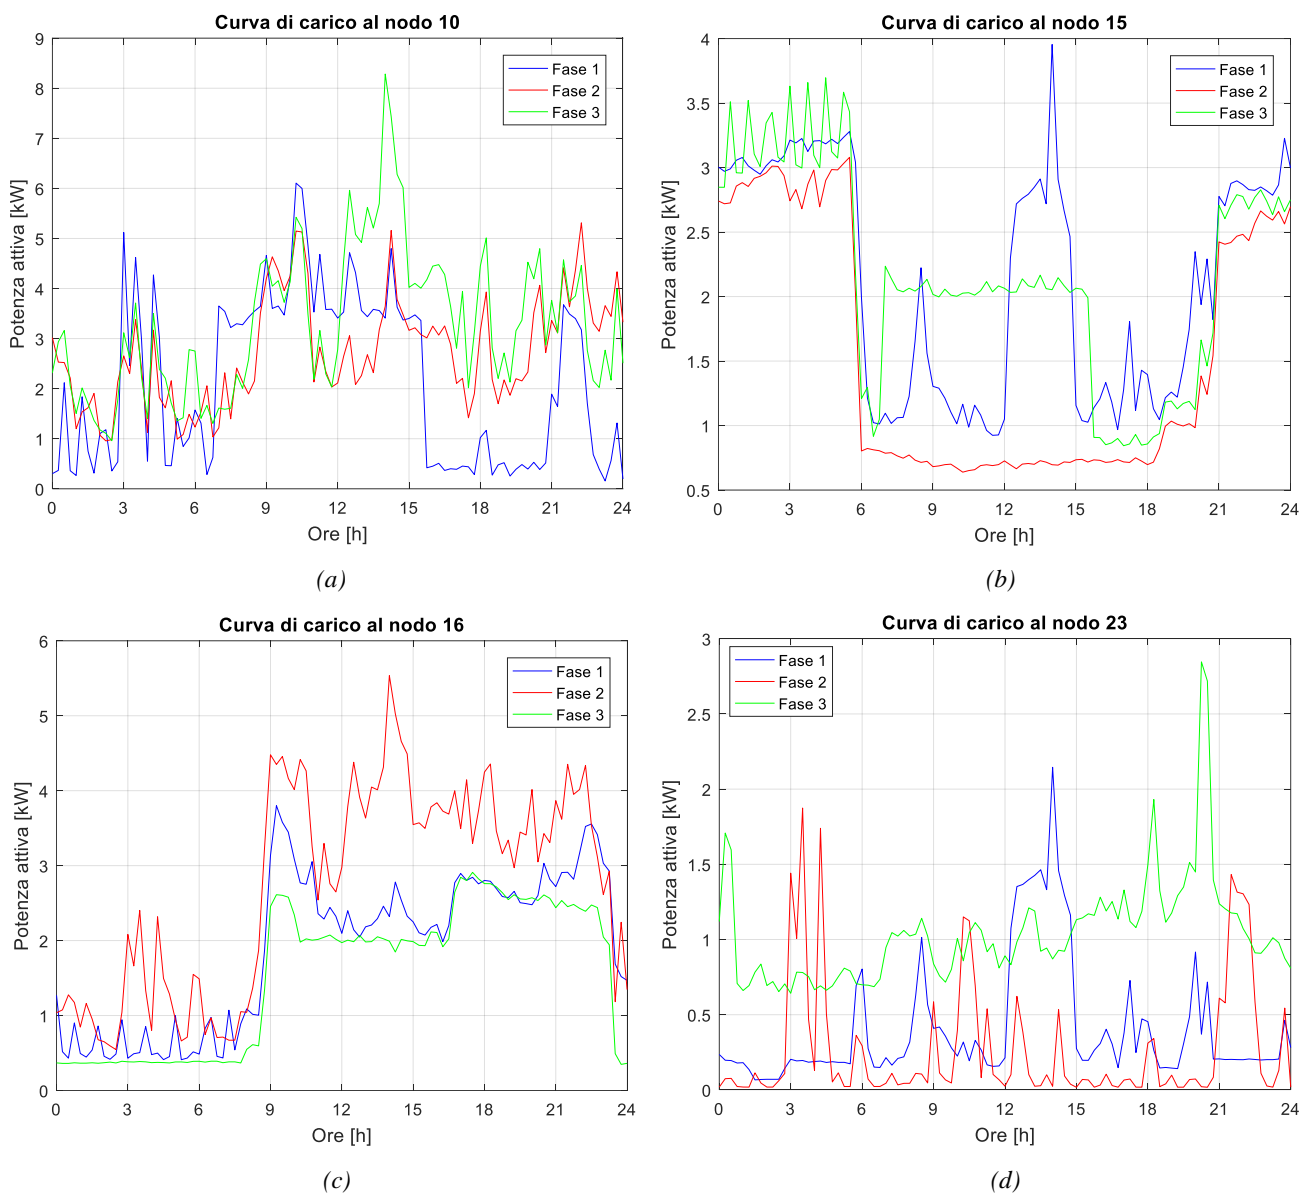 Curva di carico al nodo 10
Potenza attiva [kW]
9
8
7
6
5
4
3
2
1
0
Fase 1
Fase 2
Fase 3
0 3 6 9 12 15 18 21 24
Ore [h]
(a)
Curva di carico al nodo 15
Potenza attiva [kW]
4
3.5
3
2.5
2
1.5
1
0.5
Fase 1
Fase 2
Fase 3
0 3 6 9 12 15 18 21 24
Ore [h]
(b)
Curva di carico al nodo 16
Potenza attiva [kW]
6
5
4
3
2
1
0
Fase 1
Fase 2
Fase 3
0 3 6 9 12 15 18 21 24
Ore [h]
(c)
Curva di carico al nodo 23
Potenza attiva [kW]
3
2.5
2
1.5
1
0.5
0
Fase 1
Fase 2
Fase 3
0 3 6 9 12 15 18 21 24
Ore [h]
(d)